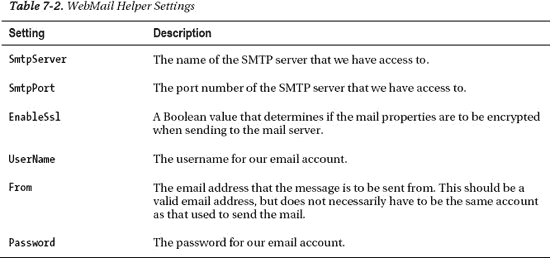 Table 7-2. WebMail Helper Settings
Setting Description
SmtpServer The name of the SMTP server that we have access to.
SmtpPort The port number of the SMTP server that we have access to.
EnableSsl A Boolean value that determines if the mail properties are to be encrypted
when sending to the mail server.
UserName The username for our email account.
From The email address that the message is to be sent from. This should be a
valid email address, but does not necessarily have to be the same account
as that used to send the mail.
Password The password for our email account.